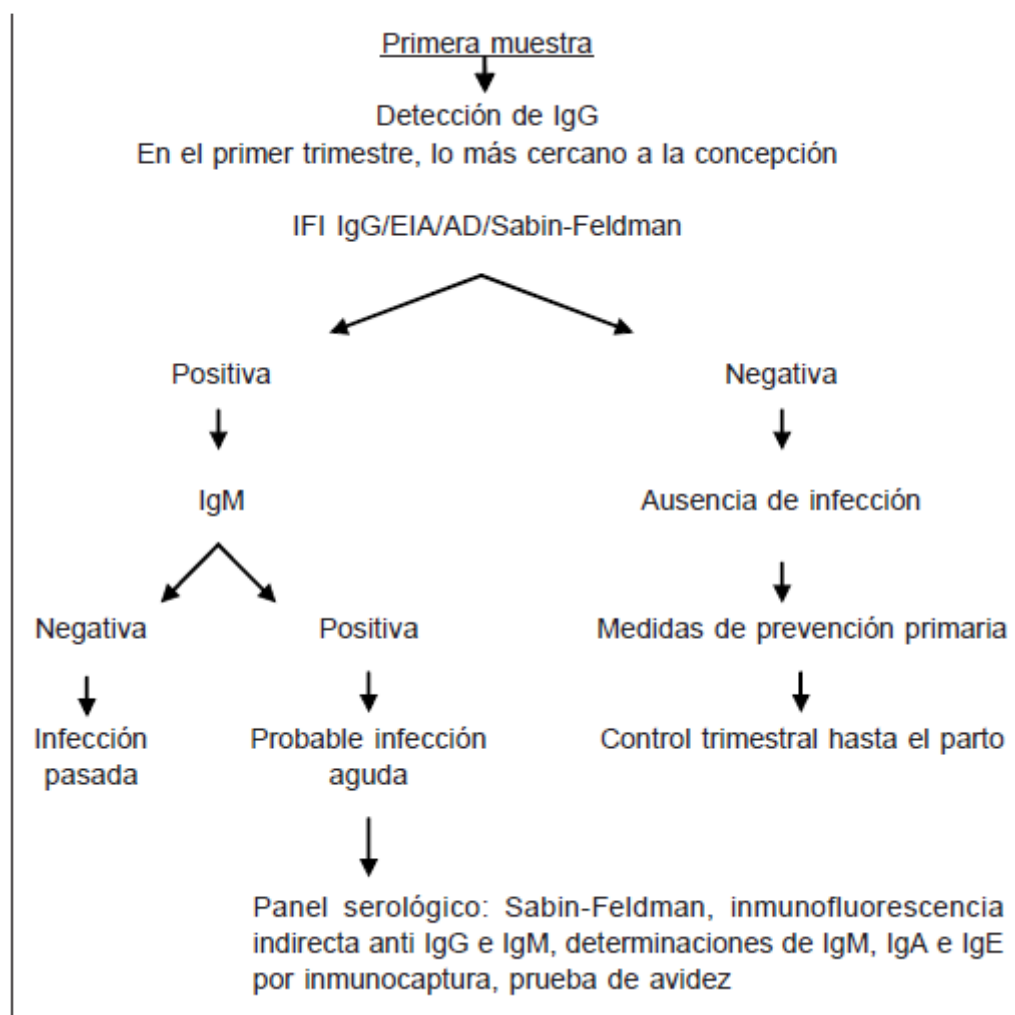 Primera muestra
Detección de IgG
En el primer trimestre, lo más cercano a la concepción
IFI IgG/EIA/AD/Sabin-Feldman
Positiva
Negativa
IgM
Ausencia de infección
Negativa
Positiva
Medidas de prevención primaria
Infección
pasada
Probable infección
aguda
Control trimestral hasta el parto
Panel serológico: Sabin-Feldman, inmunofluorescencia
indirecta anti IgG e IgM, determinaciones de IgM, IgA e IgE
por inmunocaptura, prueba de avidez